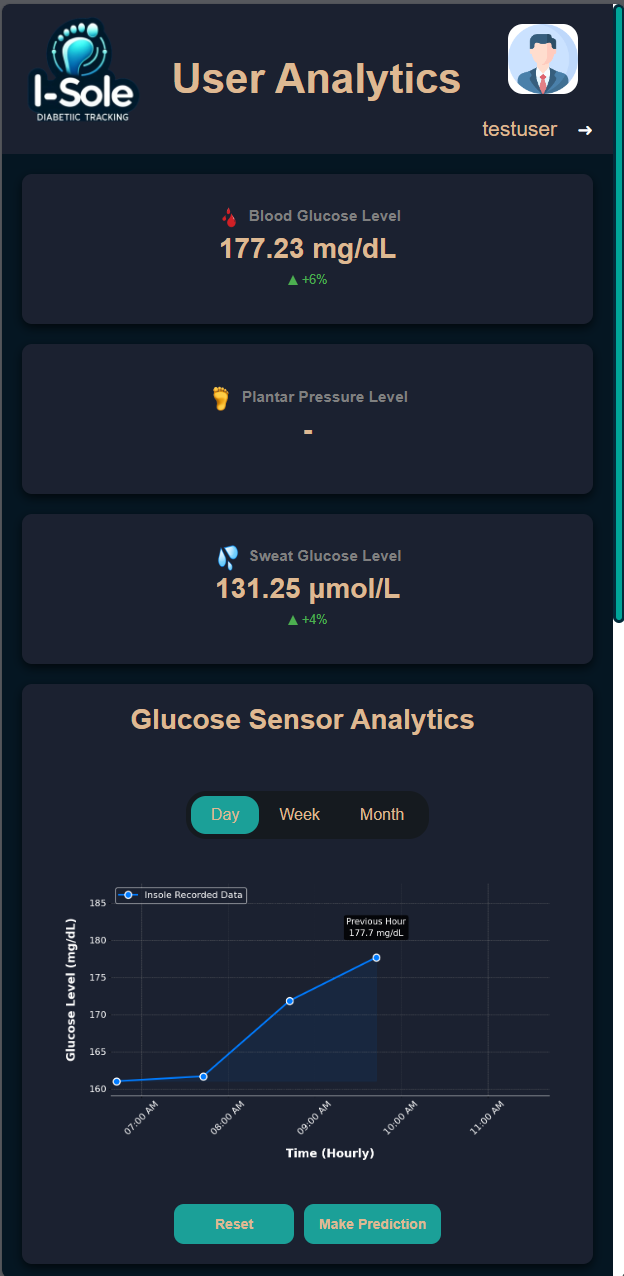 I-Sole
DIABETIIC TRACKING
User Analytics
testuser ➜
Blood Glucose Level
177.23 mg/dL
▲ +6%
Plantar Pressure Level
-
Sweat Glucose Level
131.25 µmol/L
▲ +4%
Glucose Sensor Analytics
Day Week Month
Insole Recorded Data
Previous Hour
177.7 mg/dL
Glucose Level (mg/dL)
185
180
175
170
165
160
07:00 AM 08:00 AM 09:00 AM 10:00 AM 11:00 AM
Time (Hourly)
Reset Make Prediction